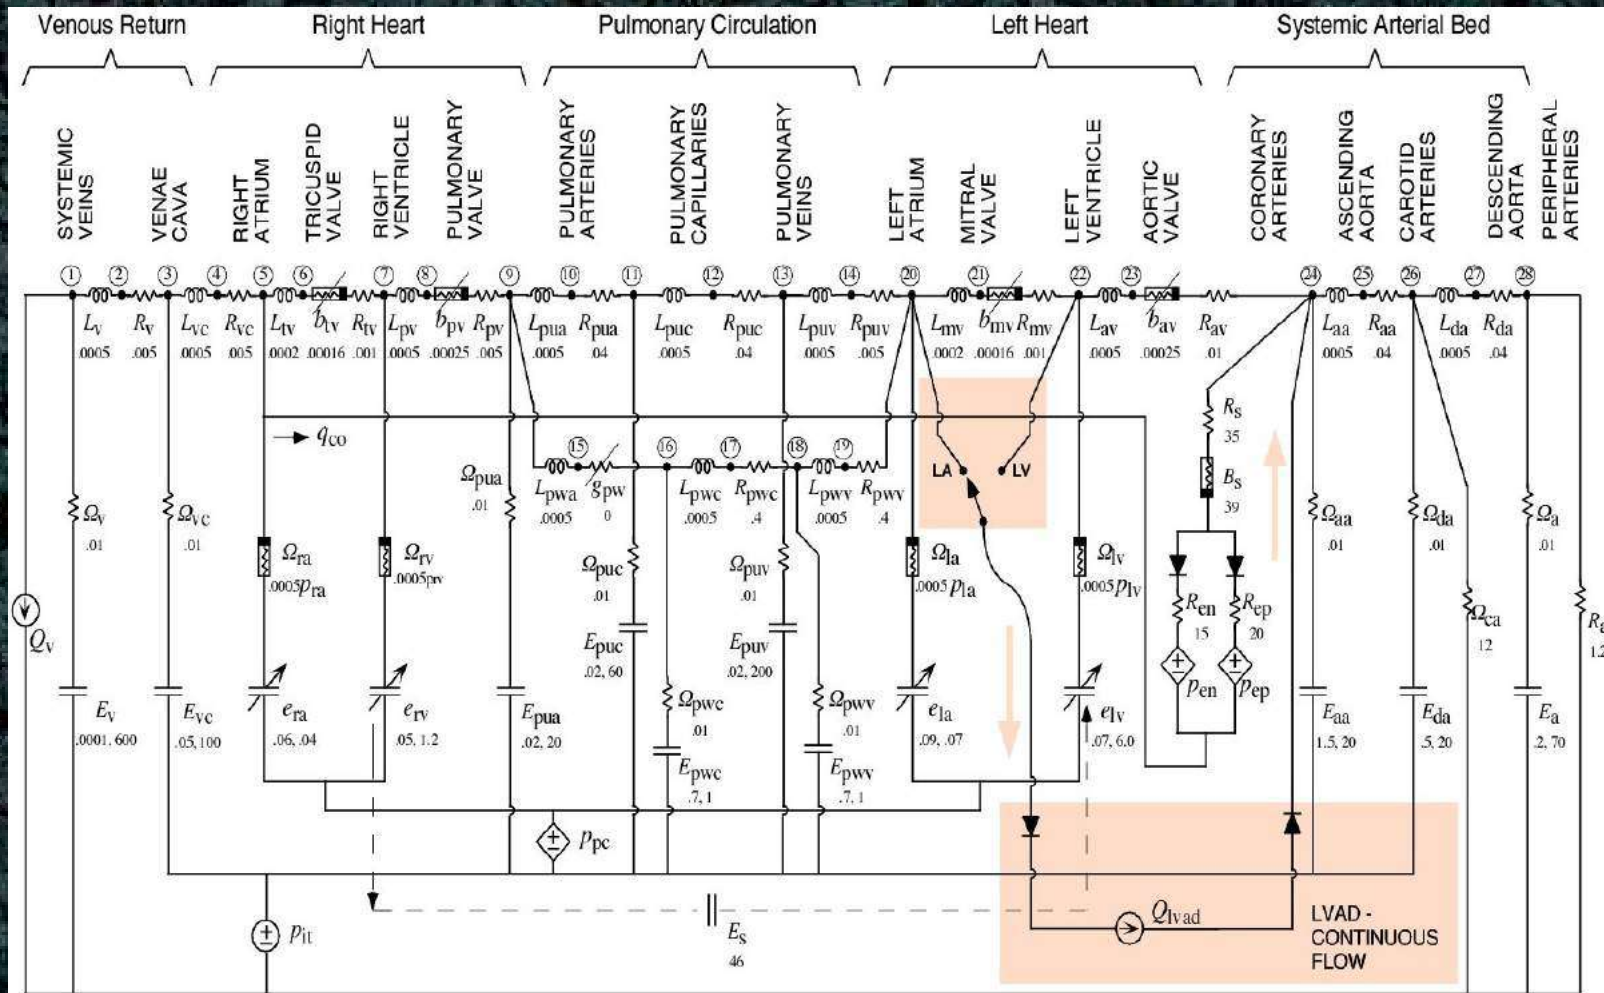 Venous Return
Right Heart
Pulmonary Circulation
Left Heart
Systemic Arterial Bed
SYSTEMIC VEINS
VENAE CAVA
RIGHT ATRIUM
TRICUSPID VALVE
RIGHT VENTRICLE
PULMONARY VALVE
PULMONARY ARTERIES
PULMONARY CAPILLARIES
PULMONARY VEINS
LEFT ATRIUM
MITRAL VALVE
LEFT VENTRICLE
AORTIC VALVE
CORONARY ARTERIES
ASCENDING AORTA
CAROTID ARTERIES
DESCENDING AORTA
PERIPHERAL ARTERIES
1 2 3 4 5 6 7 8 9 10 11 12 13 14 20 21 22 23 24 25 26 27 28
Lv Rv Lvc Rvc Ltv btv Rtv Lpv bpv Rpv Lpua Rpua Lpuc Rpuc Lpuv Rpuv Lmv bmv Rmv Lav bav Rav Laa Raa Lda Rda
.0005 .005 .0005 .005 .0002 .00016 .001 .0005 .00025 .005 .0005 .04 .0005 .04 .0005 .005 .0002 .00016 .001 .0005 .00025 .01 .0005 .04 .0005 .04
qco
Rs
35
15 16 17 18 19
LA LV
Lpwa gpw Lpwc Rpwc Lpwv Rpwv
.0005 0 .0005 .4 .0005 .4
Bs
39
Ωpua
.01
Ωv
.01
Ωvc
.01
Ωra
.0005pra
Ωrv
.0005prv
Ωpuc
.01
Ωpuv
.01
Ωla
.0005pla
Ωlv
.0005plv
Ωaa
.01
Ωda
.01
Ωa
.01
Ren
15
Rep
20
Ωca
12
Ra
1.2
Qv
Epuc
.02, 60
Epuv
.02, 200
pen pep
Ev
.0001, 600
Evc
.05, 100
era
.06, .04
erv
.05, 1.2
Epua
.02, 20
Ωpwc
.01
Ωpwv
.01
ela
.09, .07
elv
.07, 6.0
Eaa
1.5, 20
Eda
.5, 20
Ea
.2, 70
Epwc
.7, 1
Epwv
.7, 1
ppc
pit
Es
46
Qlvad
LVAD -
CONTINUOUS
FLOW